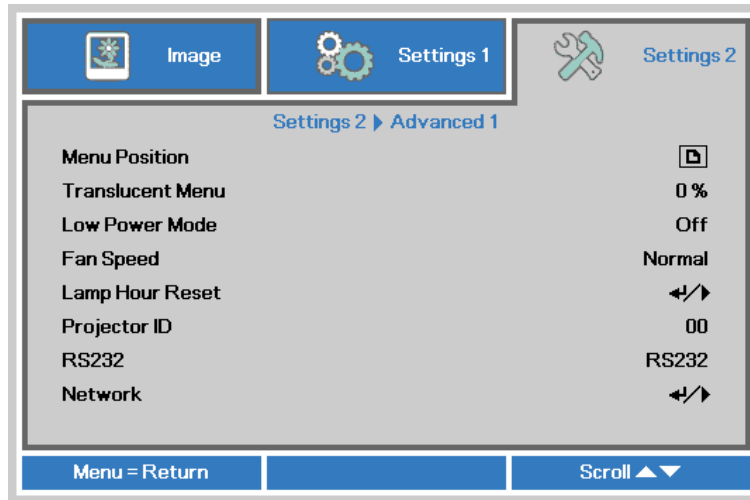 Image
Settings 1
Settings 2
Settings 2 ▶ Advanced 1
Menu Position
Translucent Menu 0 %
Low Power Mode Off
Fan Speed Normal
Lamp Hour Reset ↵/▶
Projector ID 00
RS232 RS232
Network ↵/▶
Menu = Return
Scroll ▲▼